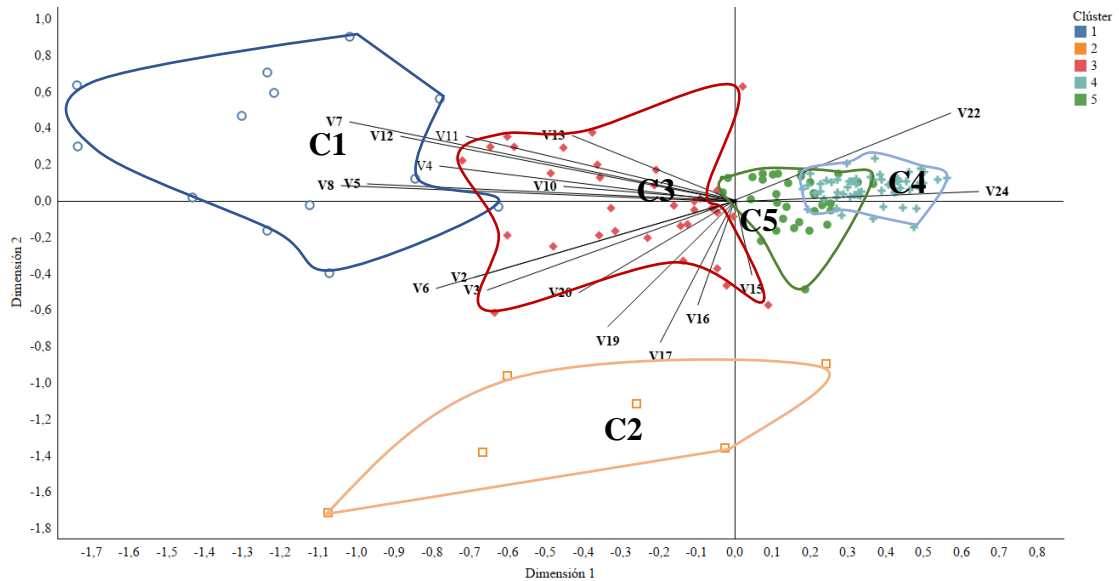 Clúster
1
2
3
4
5
1,0
0,8
0,6
0,4
0,2
0,0
-0,2
-0,4
-0,6
-0,8
-1,0
-1,2
-1,4
-1,6
-1,8
Dimensión 2
V7
V12
V11
V13
V22
C1
V4
V8
V5
V10
C3
C4
V24
C5
V2
V6
V3
V20
V15
V16
V19
V17
C2
-1,7 -1,6 -1,5 -1,4 -1,3 -1,2 -1,1 -1,0 -0,9 -0,8 -0,7 -0,6 -0,5 -0,4 -0,3 -0,2 -0,1 0,0 0,1 0,2 0,3 0,4 0,5 0,6 0,7 0,8
Dimensión 1